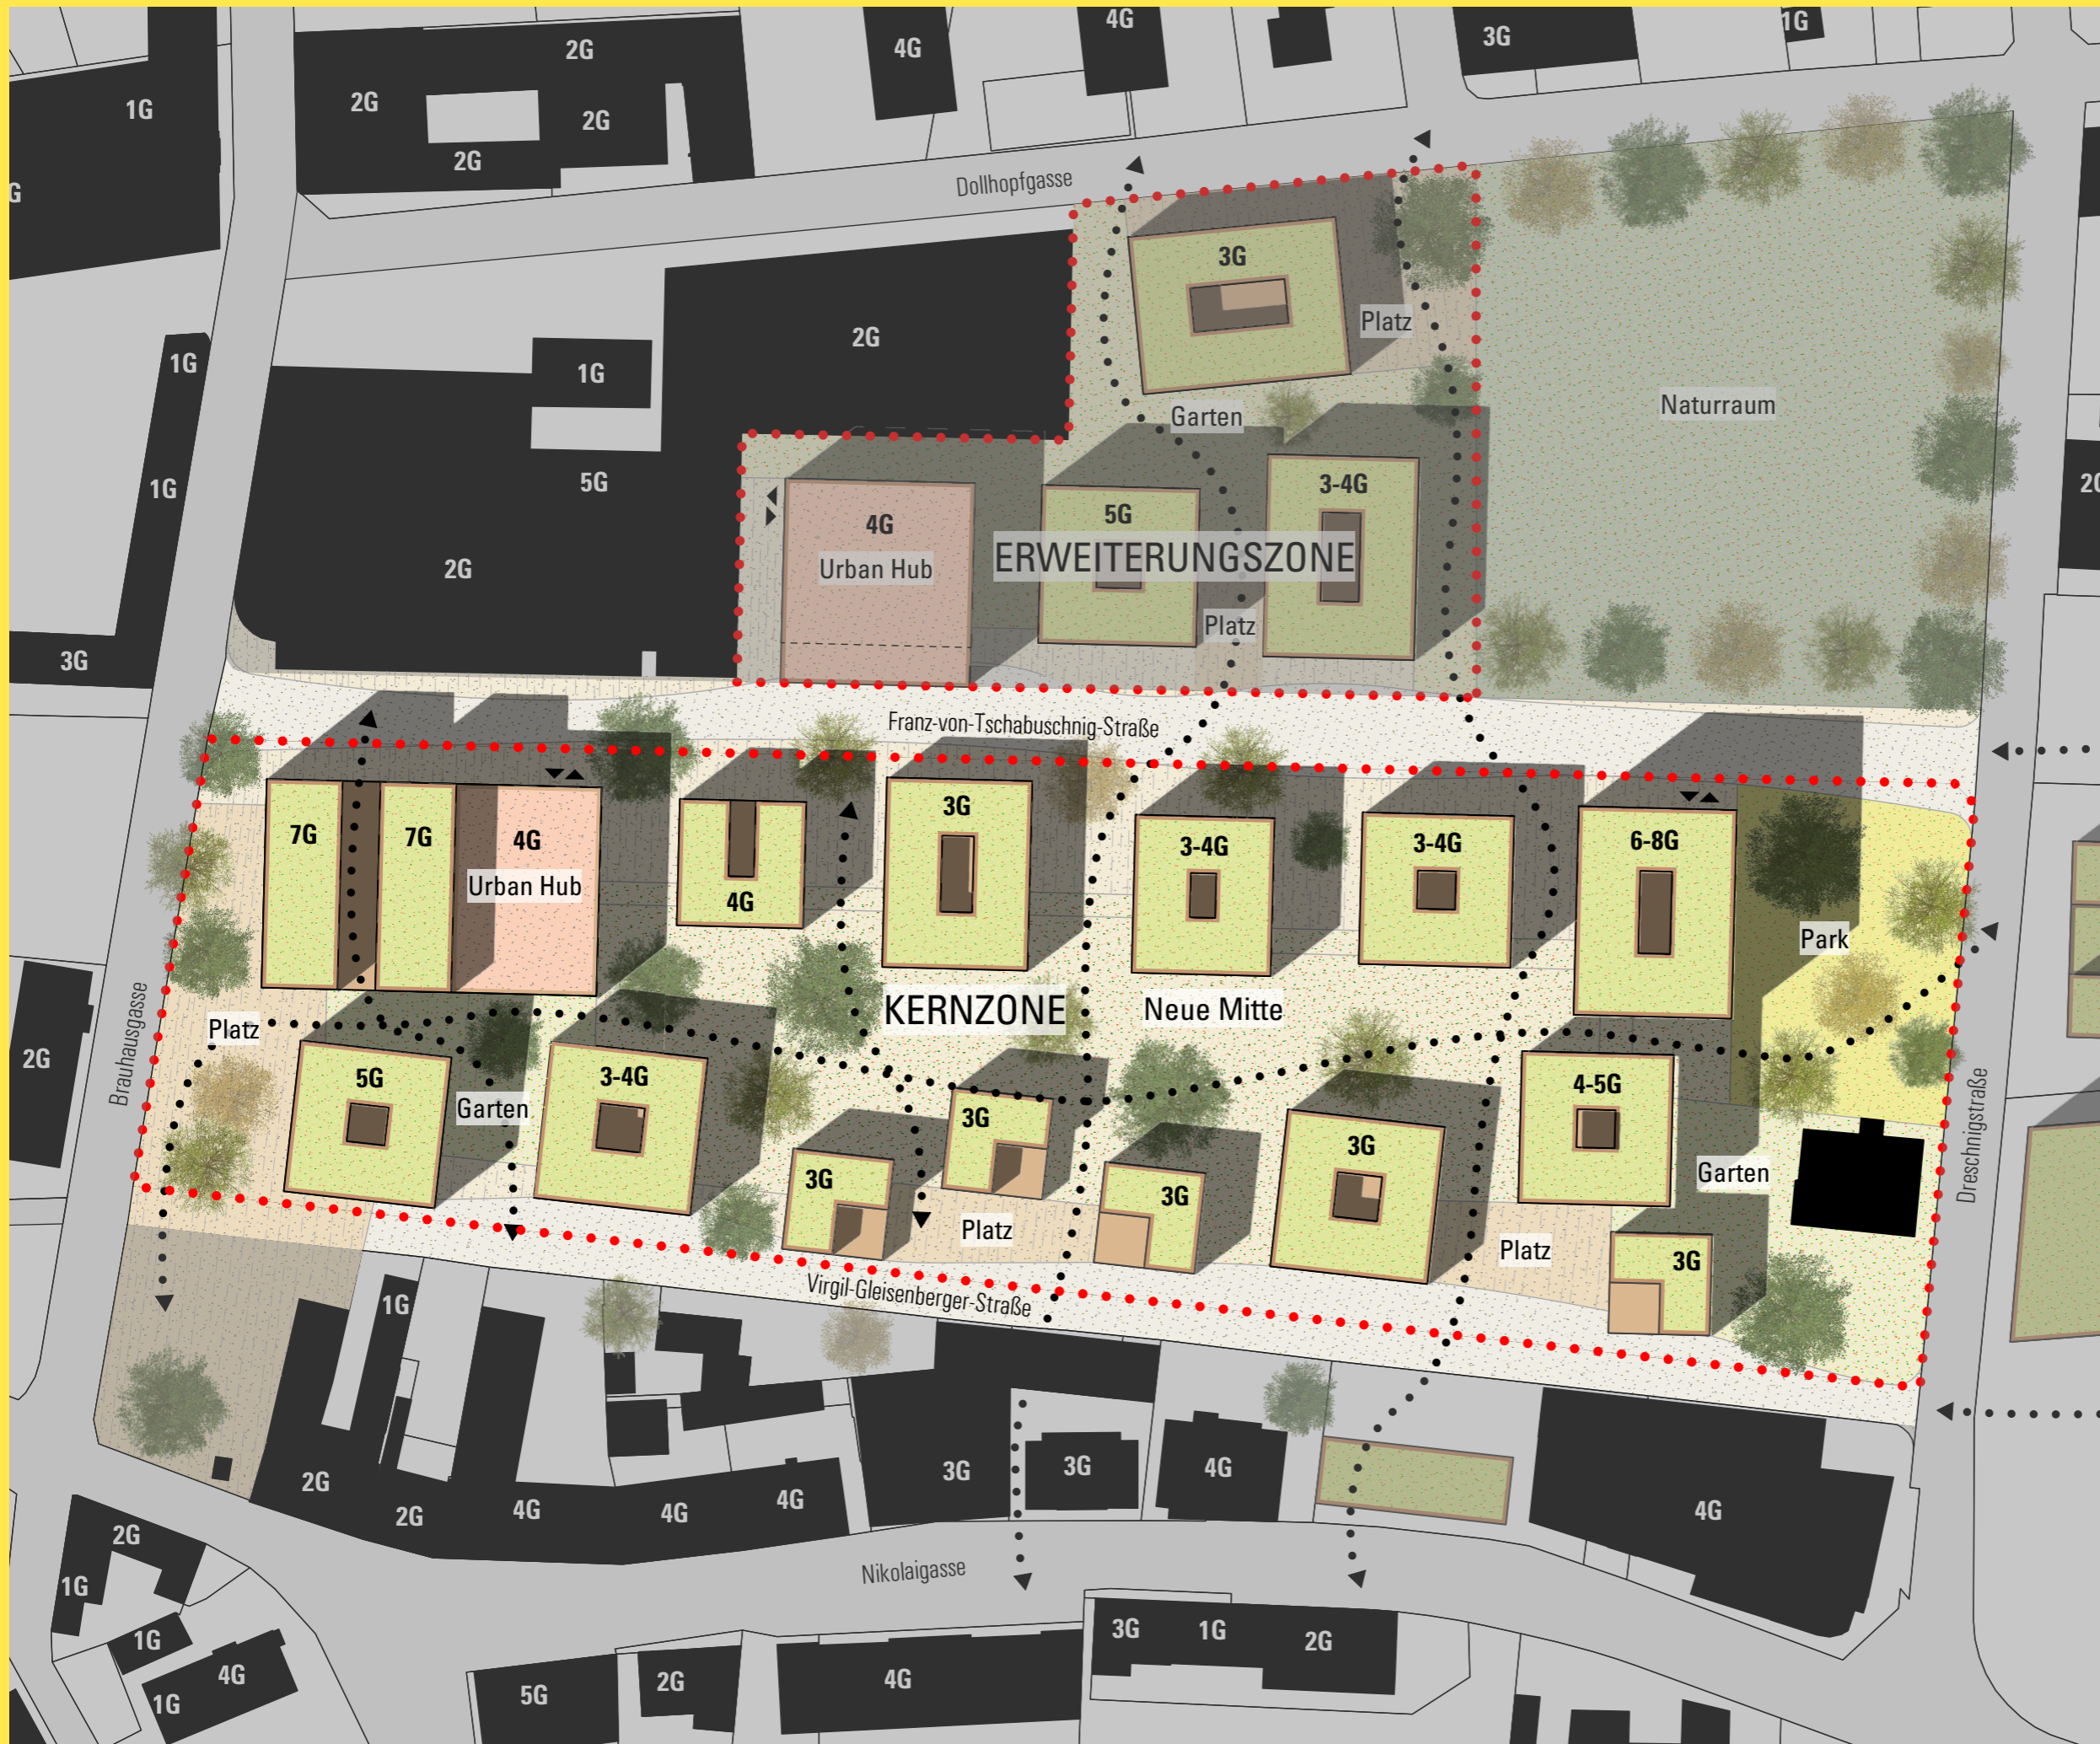 4G
1G
3G
2G
4G
1G
2G
2G
2G
G
Dollhopfgasse
3G
Platz
2G
1G
1G
Naturraum
Garten
5G
1G
3-4G
5G
4G
ERWEITERUNGSZONE
Urban Hub
2G
Platz
3G
Franz-von-Tschabuschnig-Straße
7G
7G
4G
Urban Hub
4G
3G
3-4G
3-4G
6-8G
Park
KERNZONE
Neue Mitte
Platz
Brauhausgasse
2G
5G
3-4G
Garten
3G
3G
3G
3G
4-5G
Garten
Dreschnigstraße
Platz
Platz
3G
Virgil-Gleisenberger-Straße
1G
2G
2G
4G
4G
4G
3G
3G
4G
4G
Nikolaigasse
2G
1G
1G
4G
1G
5G
2G
4G
3G
1G
2G